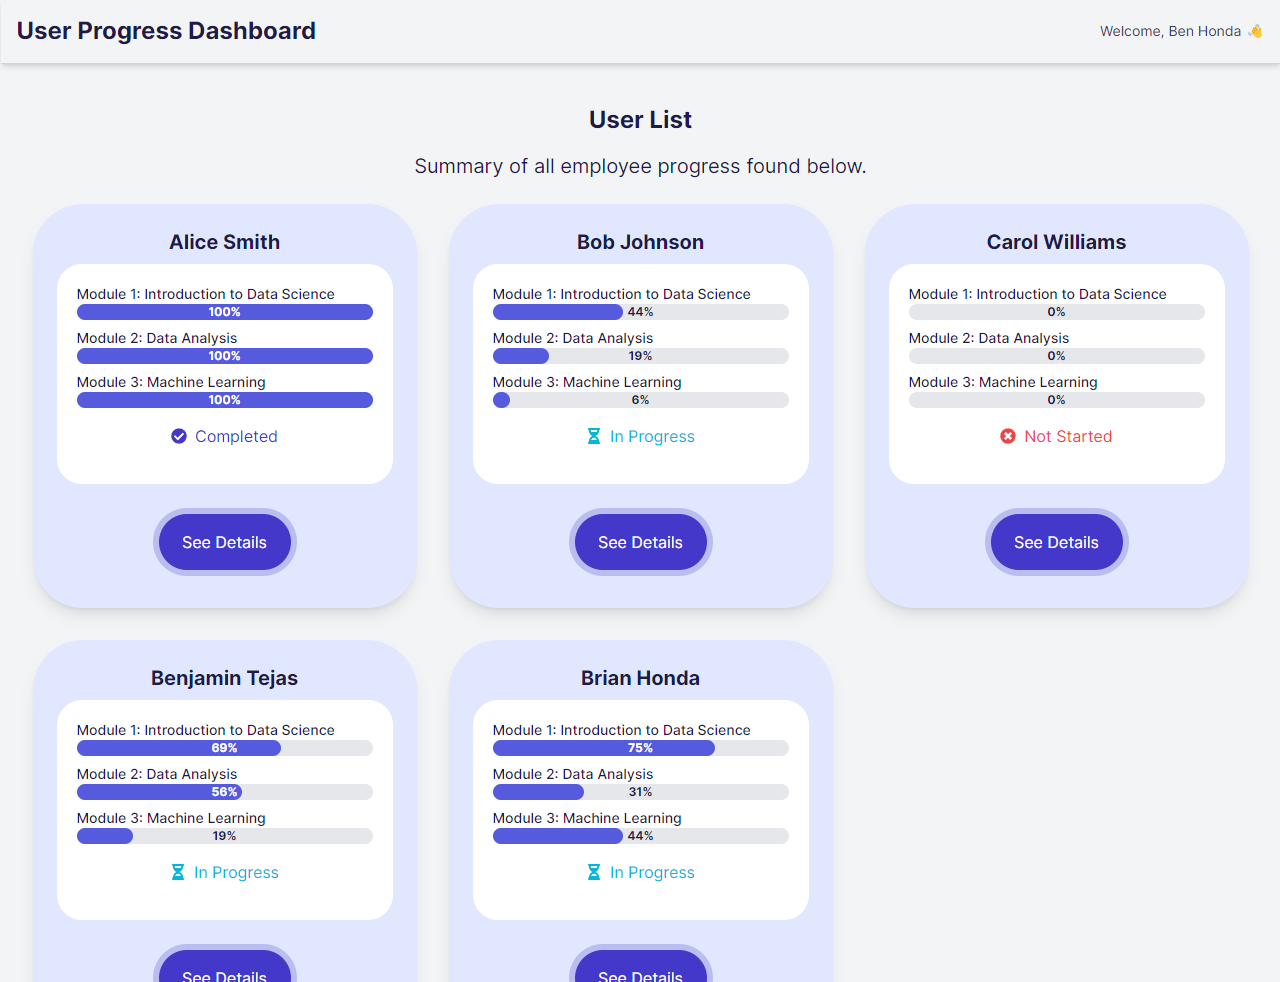 User Progress Dashboard
Welcome, Ben Honda 👋
User List
Summary of all employee progress found below.
Alice Smith
Module 1: Introduction to Data Science
100%
Module 2: Data Analysis
100%
Module 3: Machine Learning
100%
Completed
See Details
Bob Johnson
Module 1: Introduction to Data Science
44%
Module 2: Data Analysis
19%
Module 3: Machine Learning
6%
In Progress
See Details
Carol Williams
Module 1: Introduction to Data Science
0%
Module 2: Data Analysis
0%
Module 3: Machine Learning
0%
Not Started
See Details
Benjamin Tejas
Module 1: Introduction to Data Science
69%
Module 2: Data Analysis
56%
Module 3: Machine Learning
19%
In Progress
See Details
Brian Honda
Module 1: Introduction to Data Science
75%
Module 2: Data Analysis
31%
Module 3: Machine Learning
44%
In Progress
See Details